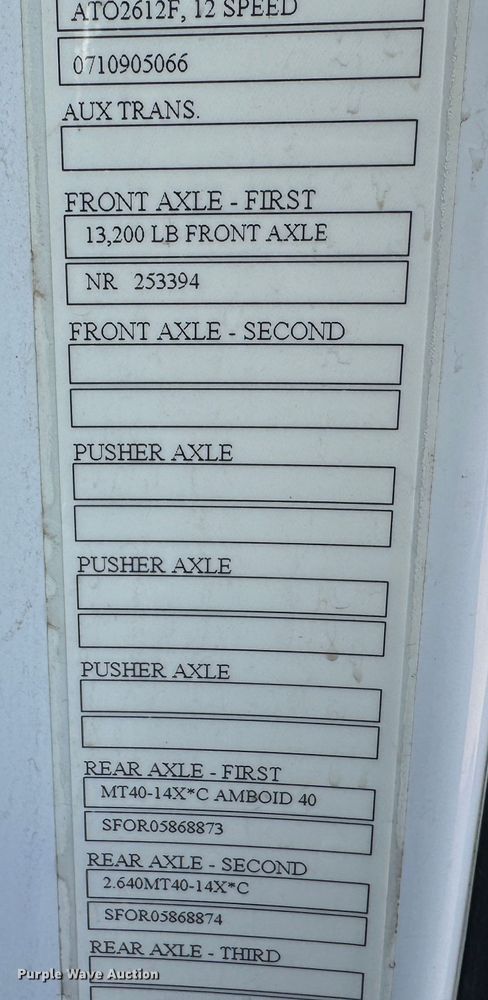 ATO2612F, 12 SPEED
0710905066
AUX TRANS.
FRONT AXLE - FIRST
13,200 LB FRONT AXLE
NR 253394
FRONT AXLE - SECOND
PUSHER AXLE
PUSHER AXLE
PUSHER AXLE
REAR AXLE - FIRST
MT40-14X*C AMBOID 40
SFOR05868873
REAR AXLE - SECOND
2.640MT40-14X*C
SFOR05868874
REAR AXLE - THIRD
Purple Wave Auction